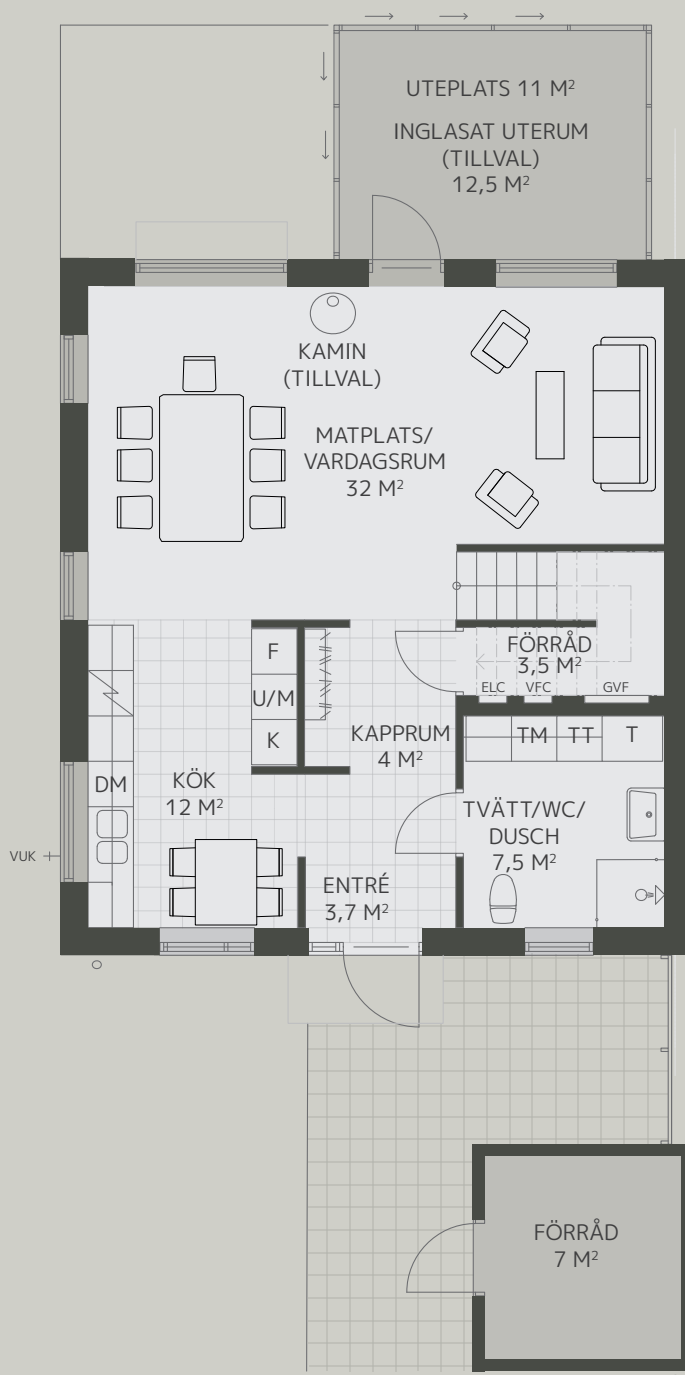 UTEPLATS 11 M²
INGLASAT UTERUM
(TILLVAL)
12,5 M²
KAMIN
(TILLVAL)
MATPLATS/
VARDAGSRUM
32 M²
F
U/M
K
FÖRRÅD
3,5 M²
ELC VFC GVF
KAPPRUM
4 M²
TM TT T
DM
KÖK
12 M²
VUK
TVÄTT/WC/
DUSCH
7,5 M²
ENTRÉ
3,7 M²
FÖRRÅD
7 M²